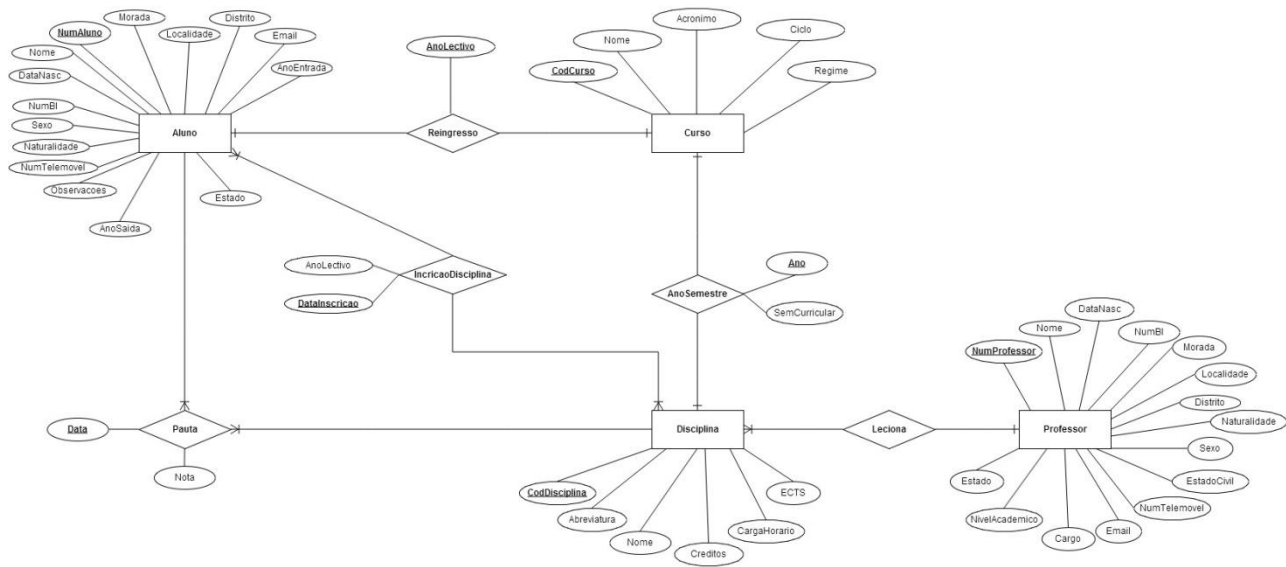 Morada
Distrito
NumAluno
Localidade
Email
Nome
AnoEntrada
DataNasc
NumBI
Sexo
Naturalidade
NumTelemovel
Observacoes
AnoSaida
Estado
Aluno
AnoLectivo
Reingresso
Acronimo
Nome
Ciclo
CodCurso
Regime
Curso
AnoLectivo
IncricaoDisciplina
DataInscricao
Ano
AnoSemestre
SemCurricular
Data
Pauta
Nota
Disciplina
CodDisciplina
ECTS
Abreviatura
CargaHorario
Nome
Creditos
Leciona
DataNasc
Nome
NumBI
NumProfessor
Morada
Localidade
Distrito
Naturalidade
Professor
Sexo
Estado
EstadoCivil
NivelAcademico
NumTelemovel
Cargo
Email